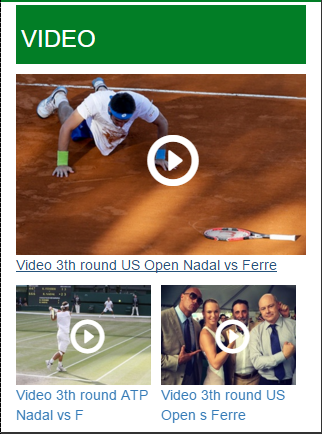 VIDEO
Video 3th round US Open Nadal vs Ferre
Video 3th round ATP
Nadal vs F
Video 3th round US
Open s Ferre